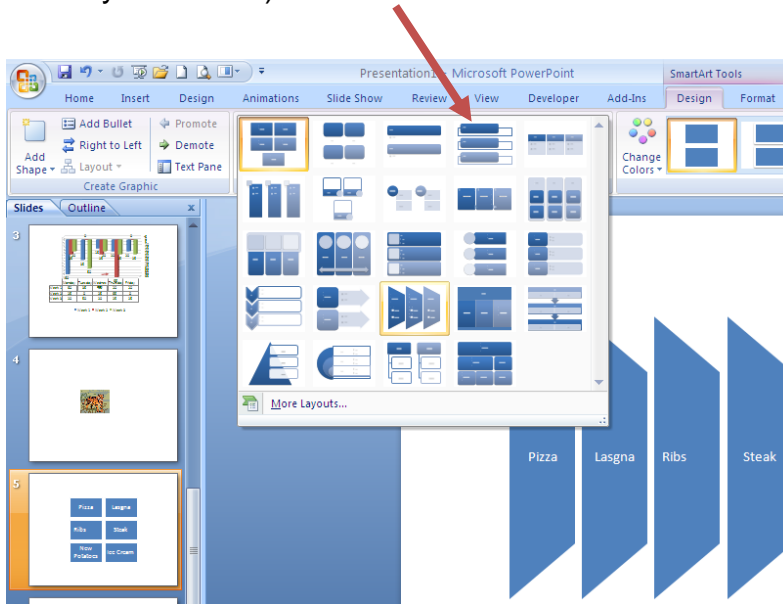 Presentation1 - Microsoft PowerPoint
SmartArt Tools
Home Insert Design Animations Slide Show Review View Developer Add-Ins Design Format
Add Shape
Add Bullet
Right to Left
Layout
Promote
Demote
Text Pane
Create Graphic
Change Colors
Slides Outline x
More Layouts...
3
4
5
Pizza Lasgna
Ribs Steak
New Potatoes Ice Cream
Pizza Lasgna Ribs Steak